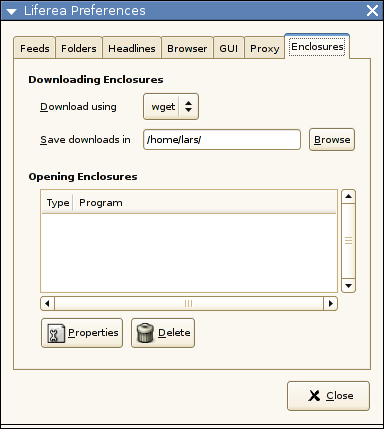 Liferea Preferences
Feeds Folders Headlines Browser GUI Proxy Enclosures
Downloading Enclosures
Download using wget
Save downloads in /home/lars/ Browse
Opening Enclosures
Type Program
Properties Delete
Close